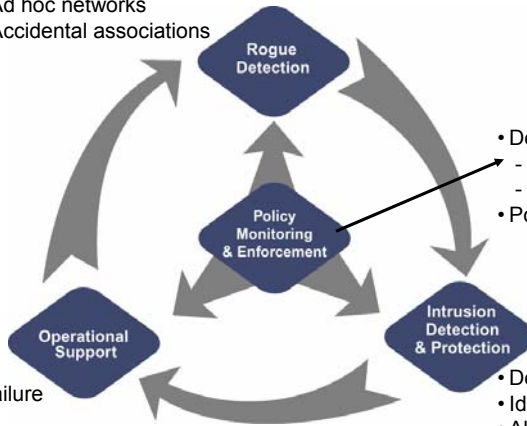 Ad hoc networks
Accidental associations
Rogue
Detection
Policy
Monitoring
& Enforcement
Operational
Support
Intrusion
Detection
& Protection